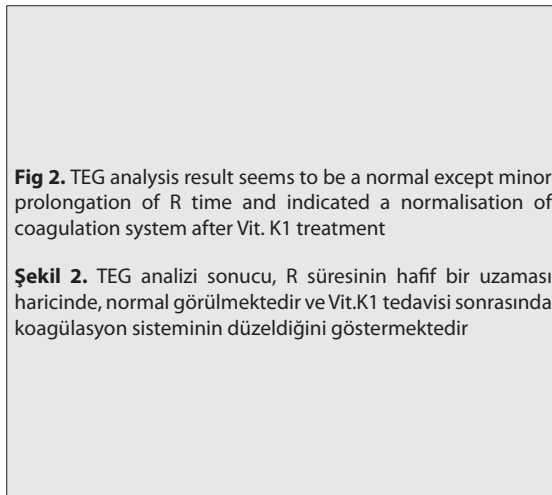 Fig 2. TEG analysis result seems to be a normal except minor
prolongation of R time and indicated a normalisation of
coagulation system after Vit. K1 treatment
Şekil 2. TEG analizi sonucu, R süresinin hafif bir uzaması
haricinde, normal görülmektedir ve Vit.K1 tedavisi sonrasında
koagülasyon sisteminin düzeldiğini göstermektedir